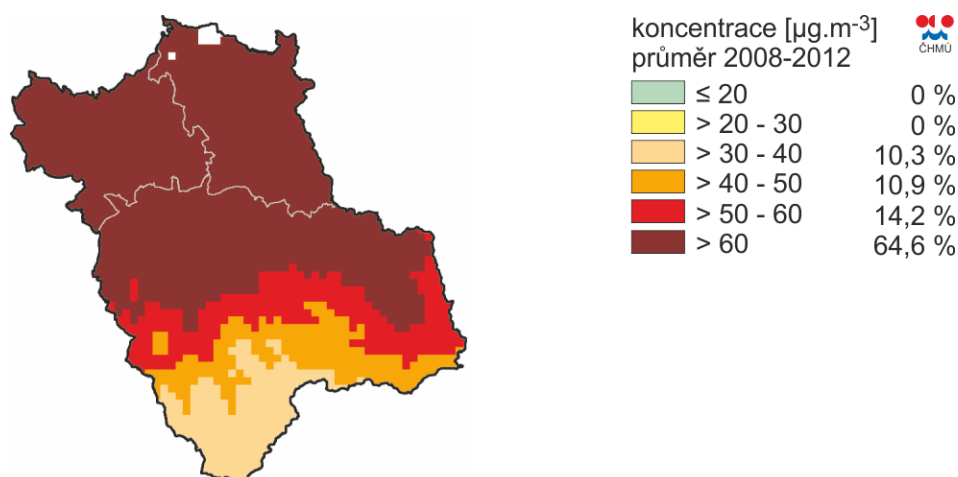 koncentrace [µg.m-3]
průměr 2008-2012
ČHMÚ
≤ 20 0 %
> 20 - 30 0 %
> 30 - 40 10,3 %
> 40 - 50 10,9 %
> 50 - 60 14,2 %
> 60 64,6 %